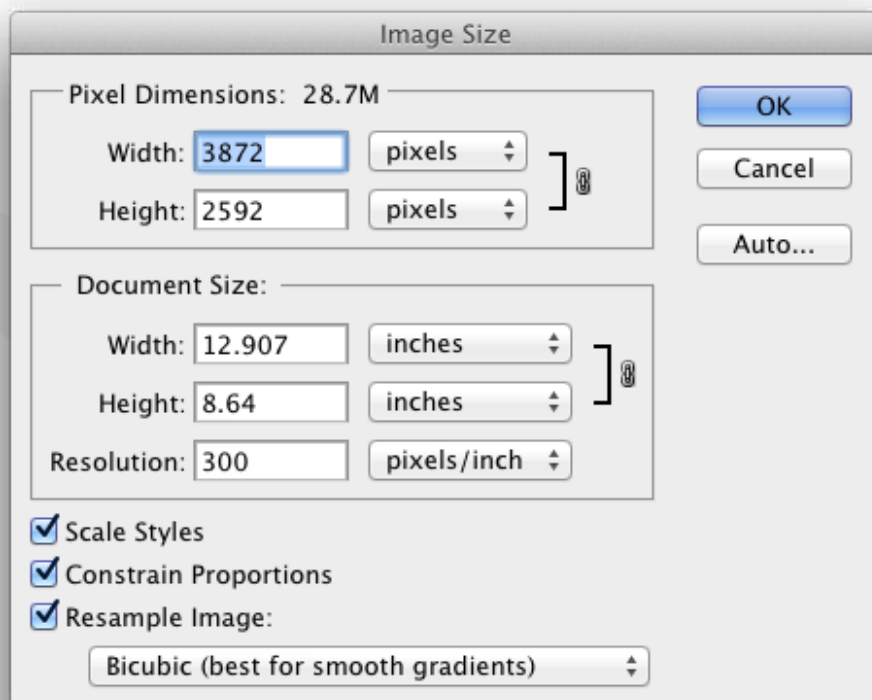 Image Size
Pixel Dimensions: 28.7M
OK
Width: 3872 pixels
Cancel
Height: 2592 pixels
Auto...
Document Size:
Width: 12.907 inches
Height: 8.64 inches
Resolution: 300 pixels/inch
Scale Styles
Constrain Proportions
Resample Image:
Bicubic (best for smooth gradients)